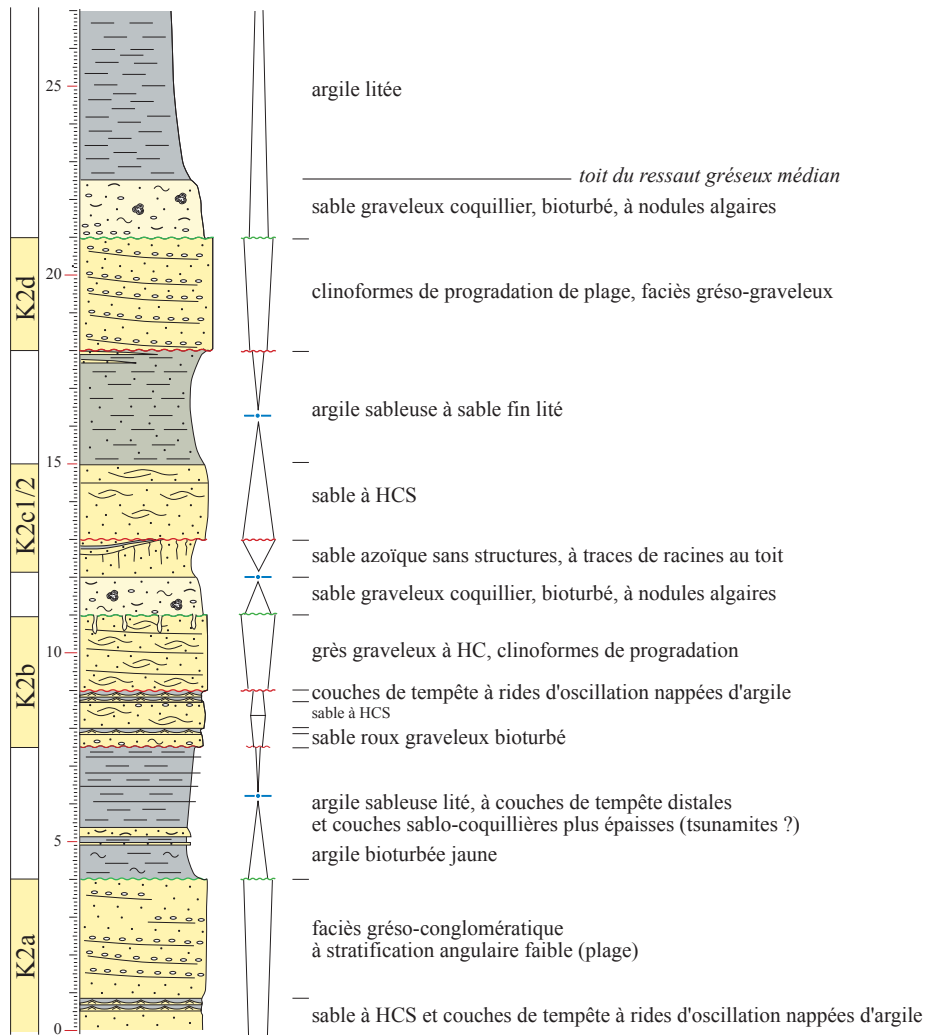 25
argile litée
toit du ressaut gréseux médian
sable graveleux coquillier, bioturbé, à nodules algaires
K2d
20
clinoformes de progradation de plage, faciès gréso-graveleux
argile sableuse à sable fin lité
15
K2c1/2
sable à HCS
sable azoïque sans structures, à traces de racines au toit
sable graveleux coquillier, bioturbé, à nodules algaires
K2b
10
grès graveleux à HC, clinoformes de progradation
couches de tempête à rides d'oscillation nappées d'argile
sable à HCS
sable roux graveleux bioturbé
argile sableuse lité, à couches de tempête distales
et couches sablo-coquillières plus épaisses (tsunamites ?)
5
argile bioturbée jaune
K2a
faciès gréso-conglomératique
à stratification angulaire faible (plage)
0
sable à HCS et couches de tempête à rides d'oscillation nappées d'argile